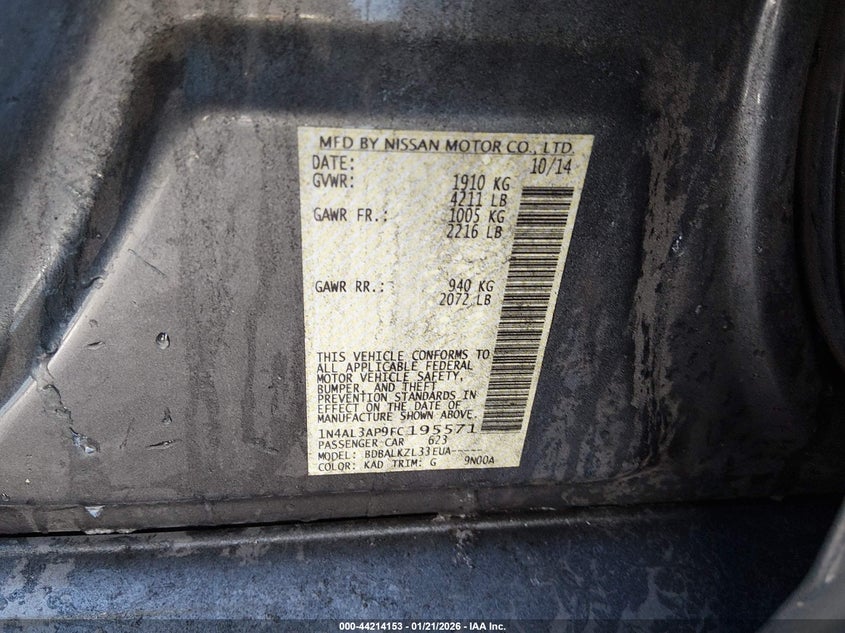 MFD BY NISSAN MOTOR CO., LTD.
DATE: 10/14
GVWR: 1910 KG
4211 LB
GAWR FR.: 1005 KG
2216 LB
GAWR RR.: 940 KG
2072 LB
THIS VEHICLE CONFORMS TO
ALL APPLICABLE FEDERAL
MOTOR VEHICLE SAFETY,
BUMPER, AND THEFT
PREVENTION STANDARDS IN
EFFECT ON THE DATE OF
MANUFACTURE SHOWN ABOVE.
1N4AL3AP9FC195571
PASSENGER CAR 623
MODEL: BDBALKZL33EUA-----
COLOR: KAD TRIM: G 9N00A
000-44214153 — 01/21/2026 — IAA Inc.